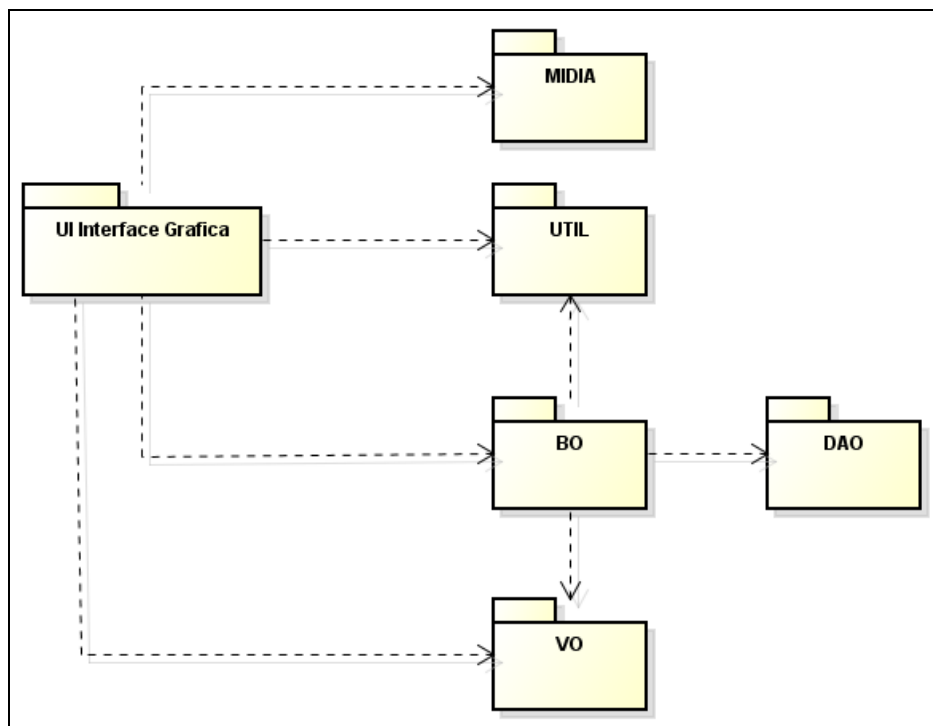 MIDIA
UI Interface Grafica
UTIL
BO
DAO
VO